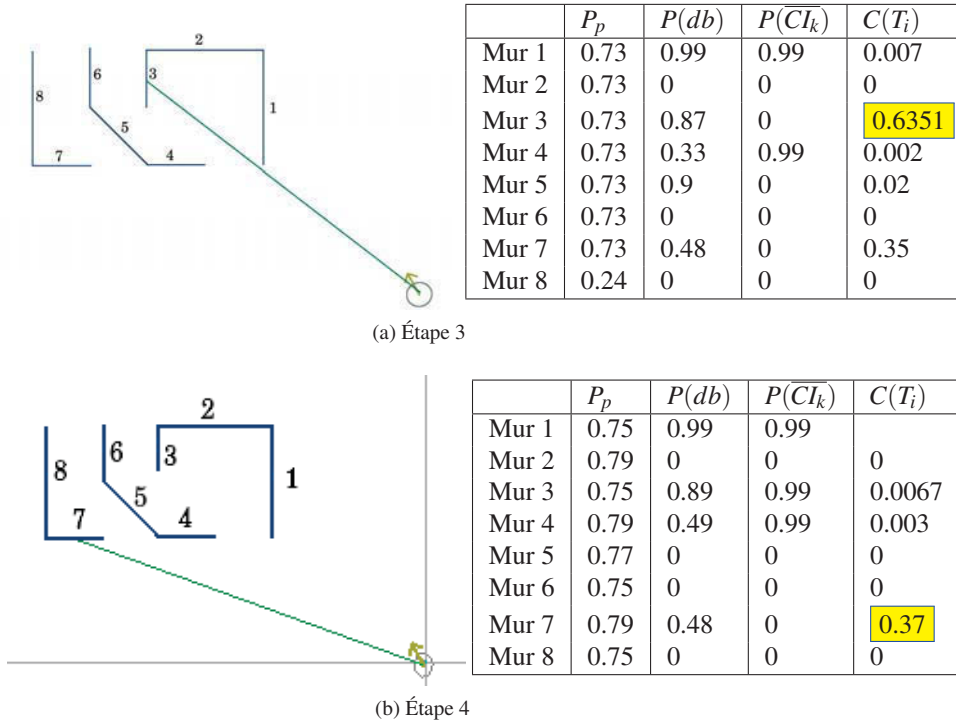 2
3
6
8
1
5
7
4
P_p P(db) P(\overline{CI_k}) C(T_i)
Mur 1 0.73 0.99 0.99 0.007
Mur 2 0.73 0 0 0
Mur 3 0.73 0.87 0 0.6351
Mur 4 0.73 0.33 0.99 0.002
Mur 5 0.73 0.9 0 0.02
Mur 6 0.73 0 0 0
Mur 7 0.73 0.48 0 0.35
Mur 8 0.24 0 0 0
(a) Étape 3
2
6
3
8
1
5
7
4
P_p P(db) P(\overline{CI_k}) C(T_i)
Mur 1 0.75 0.99 0.99
Mur 2 0.79 0 0 0
Mur 3 0.75 0.89 0.99 0.0067
Mur 4 0.79 0.49 0.99 0.003
Mur 5 0.77 0 0 0
Mur 6 0.75 0 0 0
Mur 7 0.79 0.48 0 0.37
Mur 8 0.75 0 0 0
(b) Étape 4